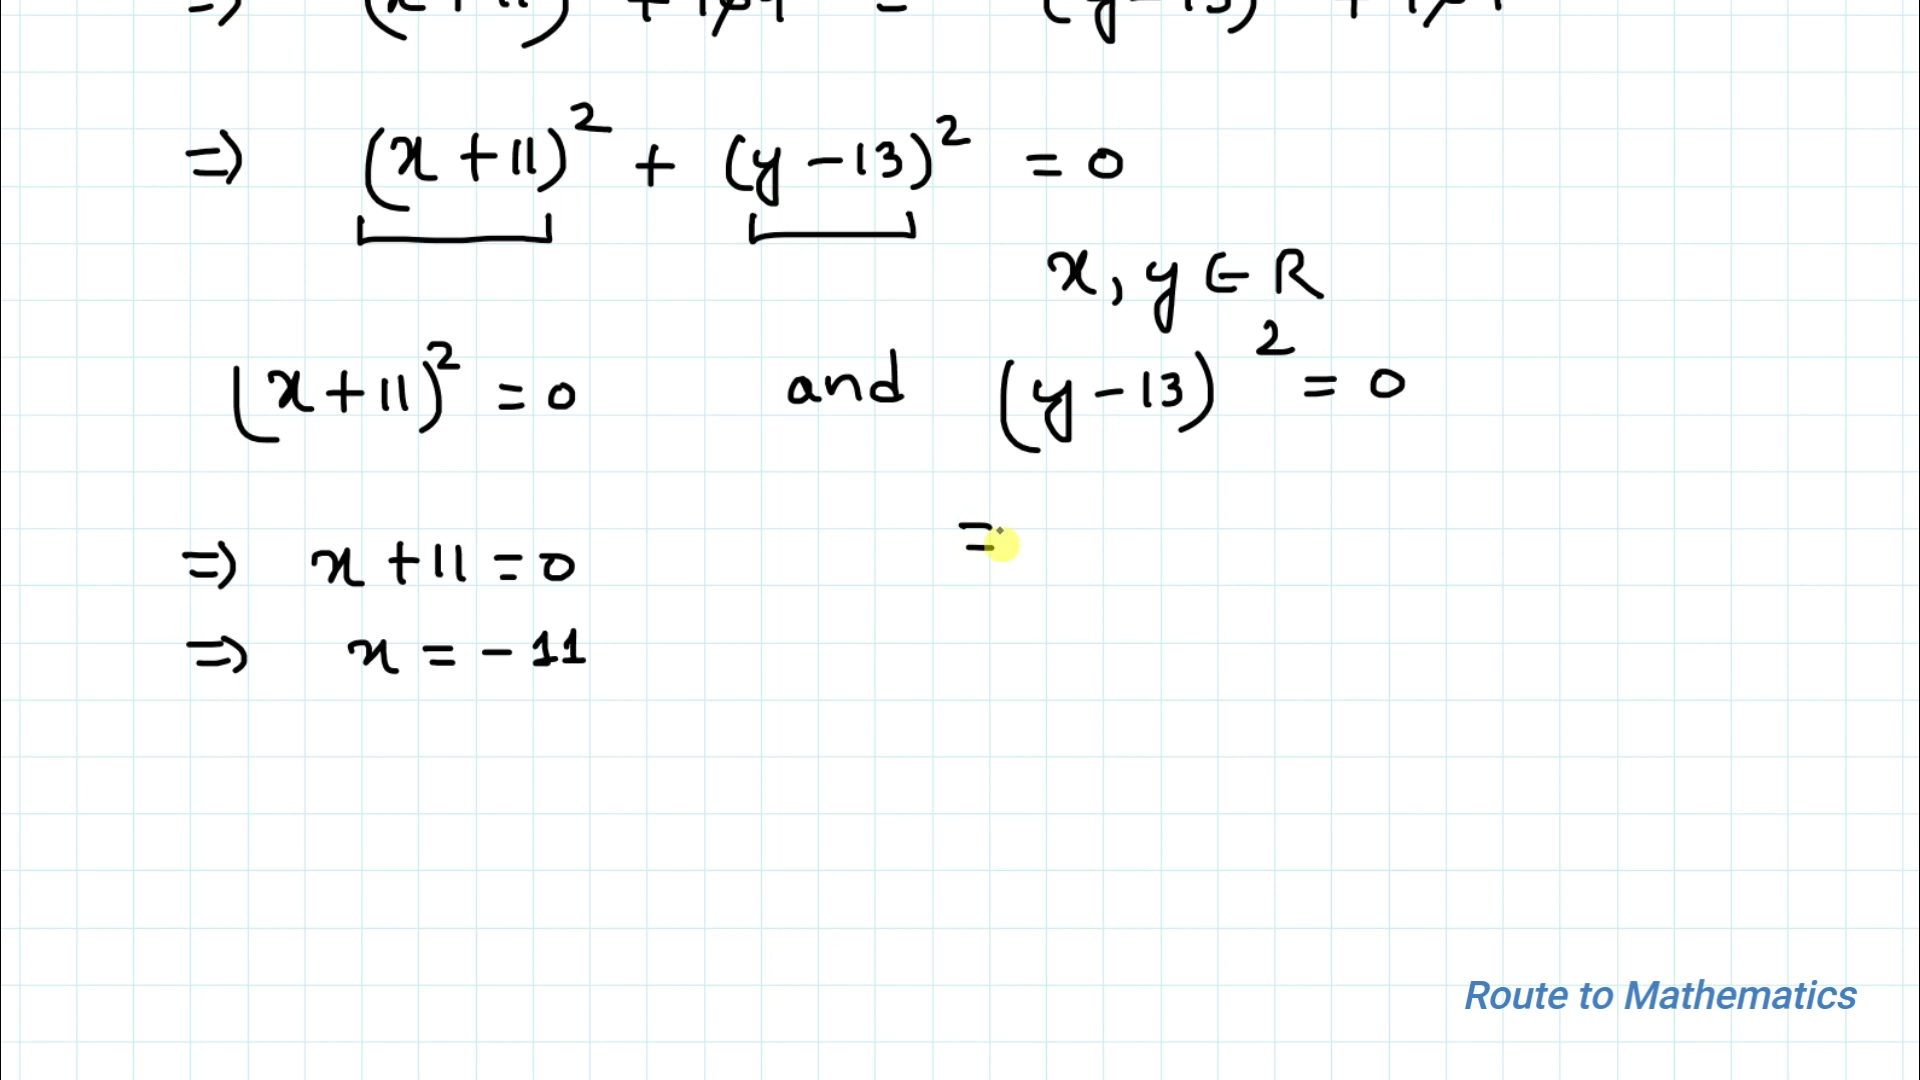 ⇒ (x+11)² + (y-13)² = 0
x, y ∈ R
(x+11)² = 0 and (y-13)² = 0
⇒ x+11 = 0 =
⇒ x = -11
Route to Mathematics